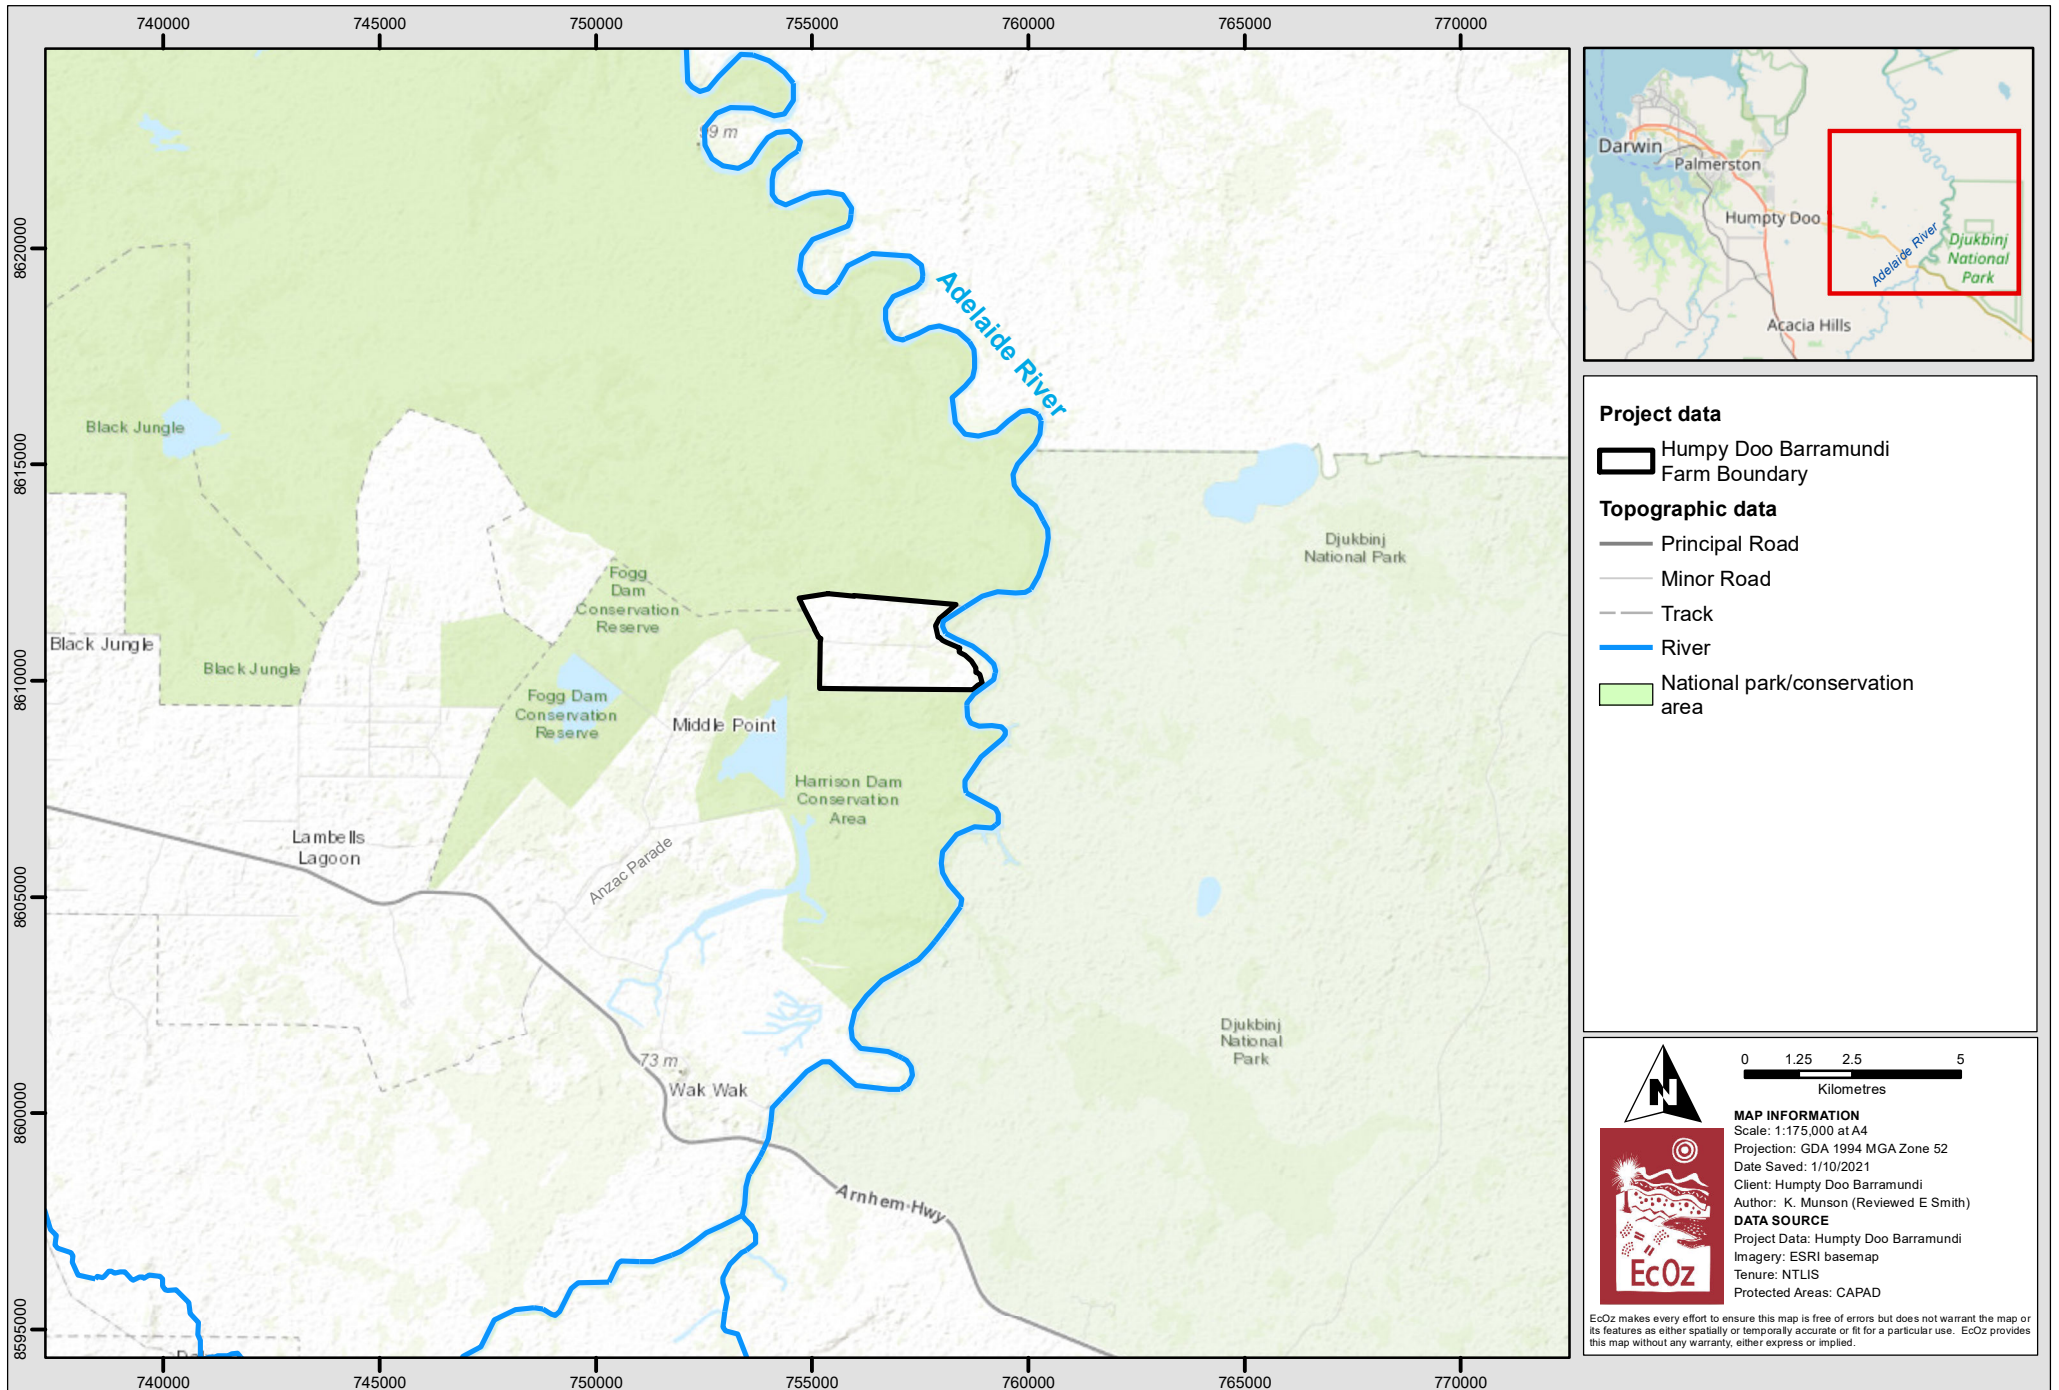 740000
745000
750000
755000
760000
765000
770000
8620000
8615000
8610000
8605000
8600000
8595000
99 m
Adelaide River
Black Jungle
Djukbinj
National Park
Fogg
Dam
Conservation
Reserve
Black Jungle
Black Jungle
Fogg Dam
Conservation
Reserve
Middle Point
Harrison Dam
Conservation
Area
Lambells
Lagoon
Anzac Parade
Djukbinj
National
Park
73 m
Wak Wak
Arnhem Hwy
740000
745000
750000
755000
760000
765000
770000
Darwin
Palmerston
Humpty Doo
Adelaide River
Djukbinj
National
Park
Acacia Hills
Project data
Humpy Doo Barramundi
Farm Boundary
Topographic data
Principal Road
Minor Road
Track
River
National park/conservation
area
N
0 1.25 2.5 5
Kilometres
MAP INFORMATION
Scale: 1:175,000 at A4
Projection: GDA 1994 MGA Zone 52
Date Saved: 1/10/2021
Client: Humpty Doo Barramundi
Author: K. Munson (Reviewed E Smith)
DATA SOURCE
Project Data: Humpty Doo Barramundi
Imagery: ESRI basemap
Tenure: NTLIS
Protected Areas: CAPAD
EcOz
EcOz makes every effort to ensure this map is free of errors but does not warrant the map or
its features as either spatially or temporally accurate or fit for a particular use. EcOz provides
this map without any warranty, either express or implied.